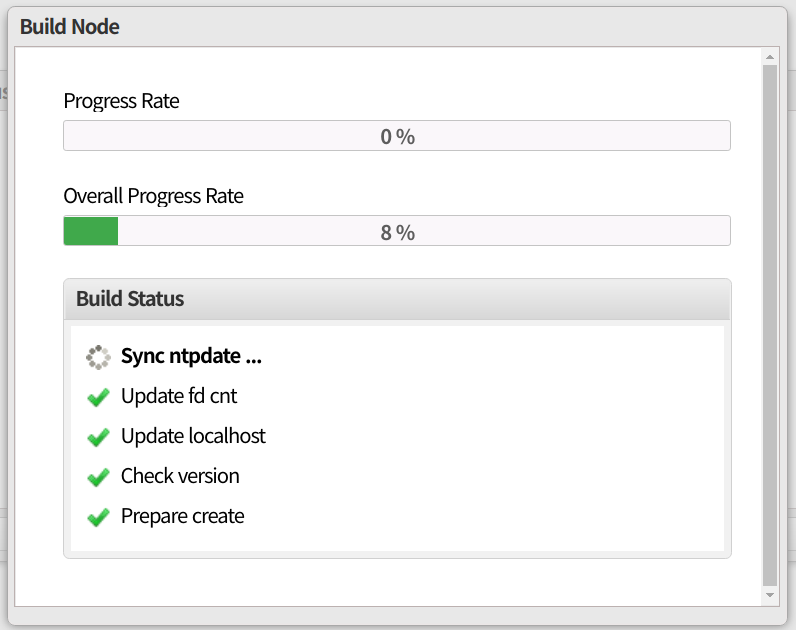 Build Node
Progress Rate
0 %
Overall Progress Rate
8 %
Build Status
Sync ntpdate ...
Update fd cnt
Update localhost
Check version
Prepare create